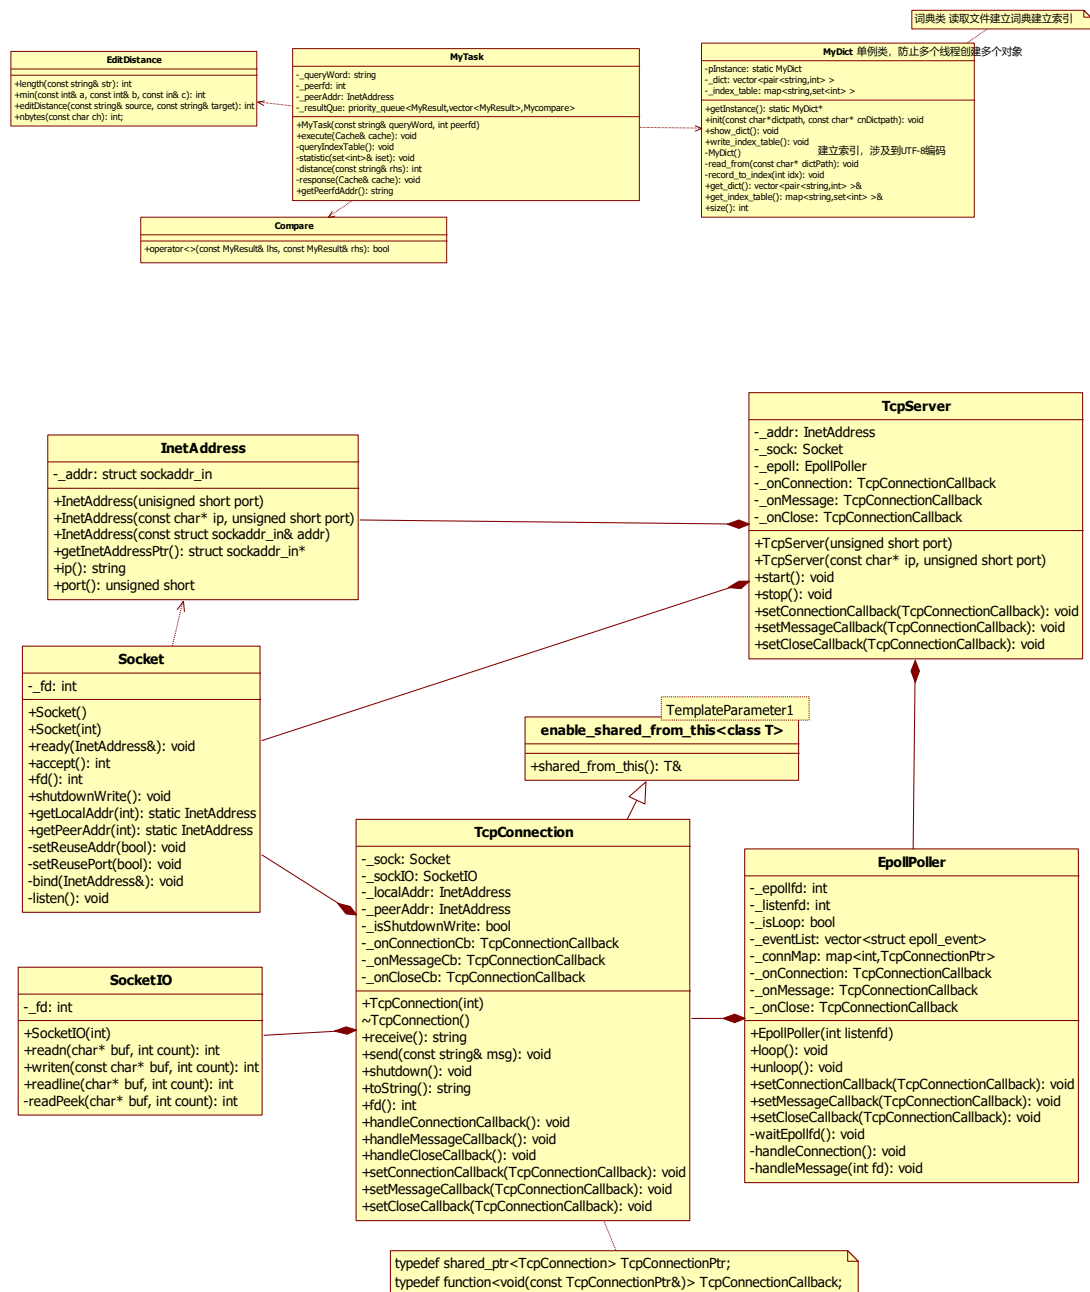 词典类 读取文件建立词典建立索引
EditDistance
+length(const string& str): int
+min(const int& a, const int& b, const in& c): int
+editDistance(const string& source, const string& target): int
+nbytes(const char ch): int;
MyTask
-_queryWord: string
-_peerfd: int
-_peerAddr: InetAddress
-_resultQue: priority_queue<MyResult,vector<MyResult>,Mycompare>
+MyTask(const string& queryWord, int peerfd)
+execute(Cache& cache): void
-queryIndexTable(): void
-statistic(set<int>& iset): void
-distance(const string& rhs): int
-response(Cache& cache): void
+getPeerfdAddr(): string
MyDict 单例类，防止多个线程创建多个对象
-pInstance: static MyDict
-_dict: vector<pair<string,int> >
-_index_table: map<string,set<int> >
+getInstance(): static MyDict*
+init(const char*dictpath, const char* cnDictpath): void
+show_dict(): void
+write_index_table(): void
-MyDict() 建立索引，涉及到UTF-8编码
-read_from(const char* dictPath): void
-record_to_index(int idx): void
+get_dict(): vector<pair<string,int> >&
+get_index_table(): map<string,set<int> >&
+size(): int
Compare
+operator<>(const MyResult& lhs, const MyResult& rhs): bool
TcpServer
-_addr: InetAddress
-_sock: Socket
-_epoll: EpollPoller
-_onConnection: TcpConnectionCallback
-_onMessage: TcpConnectionCallback
-_onClose: TcpConnectionCallback
+TcpServer(unsigned short port)
+TcpServer(const char* ip, unsigned short port)
+start(): void
+stop(): void
+setConnectionCallback(TcpConnectionCallback): void
+setMessageCallback(TcpConnectionCallback): void
+setCloseCallback(TcpConnectionCallback): void
InetAddress
-_addr: struct sockaddr_in
+InetAddress(unisigned short port)
+InetAddress(const char* ip, unsigned short port)
+InetAddress(const struct sockaddr_in& addr)
+getInetAddressPtr(): struct sockaddr_in*
+ip(): string
+port(): unsigned short
Socket
-_fd: int
+Socket()
+Socket(int)
+ready(InetAddress&): void
+accept(): int
+fd(): int
+shutdownWrite(): void
+getLocalAddr(int): static InetAddress
+getPeerAddr(int): static InetAddress
-setReuseAddr(bool): void
-setReusePort(bool): void
-bind(InetAddress&): void
-listen(): void
TemplateParameter1
enable_shared_from_this<class T>
+shared_from_this(): T&
TcpConnection
-_sock: Socket
-_sockIO: SocketIO
-_localAddr: InetAddress
-_peerAddr: InetAddress
-_isShutdownWrite: bool
-_onConnectionCb: TcpConnectionCallback
-_onMessageCb: TcpConnectionCallback
-_onCloseCb: TcpConnectionCallback
+TcpConnection(int)
~TcpConnection()
+receive(): string
+send(const string& msg): void
+shutdown(): void
+toString(): string
+fd(): int
+handleConnectionCallback(): void
+handleMessageCallback(): void
+handleCloseCallback(): void
+setConnectionCallback(TcpConnectionCallback): void
+setMessageCallback(TcpConnectionCallback): void
+setCloseCallback(TcpConnectionCallback): void
EpollPoller
-_epollfd: int
-_listenfd: int
-_isLoop: bool
-_eventList: vector<struct epoll_event>
-_connMap: map<int,TcpConnectionPtr>
-_onConnection: TcpConnectionCallback
-_onMessage: TcpConnectionCallback
-_onClose: TcpConnectionCallback
+EpollPoller(int listenfd)
+loop(): void
+unloop(): void
+setConnectionCallback(TcpConnectionCallback): void
+setMessageCallback(TcpConnectionCallback): void
+setCloseCallback(TcpConnectionCallback): void
-waitEpollfd(): void
-handleConnection(): void
-handleMessage(int fd): void
SocketIO
-_fd: int
+SocketIO(int)
+readn(char* buf, int count): int
+writen(const char* buf, int count): int
+readline(char* buf, int count): int
-readPeek(char* buf, int count): int
typedef shared_ptr<TcpConnection> TcpConnectionPtr;
typedef function<void(const TcpConnectionPtr&)> TcpConnectionCallback;